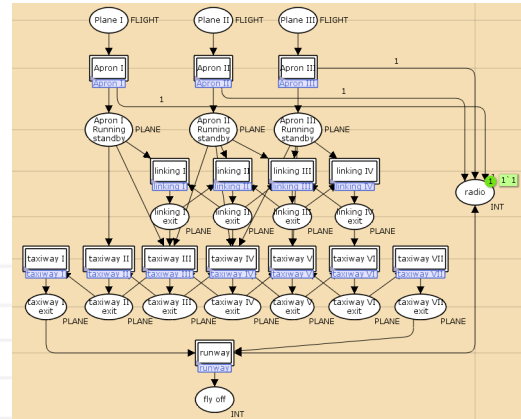 Plane I FLIGHT Plane II FLIGHT Plane III FLIGHT
Apron I Apron II Apron III 1
Apron I Apron II Apron III
1 1
Apron I Running standby PLANE
Apron II Running standby PLANE
Apron III Running standby PLANE
linking I linking II linking III linking IV
linking I linking II linking III linking IV
radio 1 1`1 INT
linking I exit PLANE
linking II exit PLANE
linking III exit PLANE
linking IV exit PLANE
taxiway I taxiway II taxiway III taxiway IV taxiway V taxiway VI taxiway VII
taxiway I taxiway II taxiway III taxiway IV taxiway V taxiway VI taxiway VII
taxiway I exit PLANE
taxiway II exit PLANE
taxiway III exit PLANE
taxiway IV exit PLANE
taxiway V exit PLANE
taxiway VI exit PLANE
taxiway VII exit PLANE
runway
runway
fly off
INT